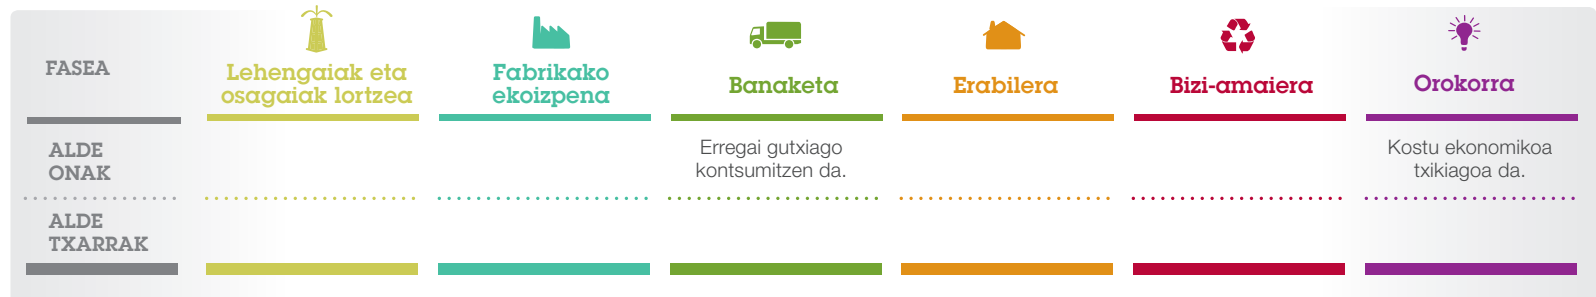 FASEA
Lehengaiak eta
osagaiak lortzea
Fabrikako
ekoizpena
Banaketa
Erabilera
Bizi-amaiera
Orokorra
ALDE
ONAK
Erregai gutxiago
kontsumitzen da.
Kostu ekonomikoa
txikiagoa da.
ALDE
TXARRAK